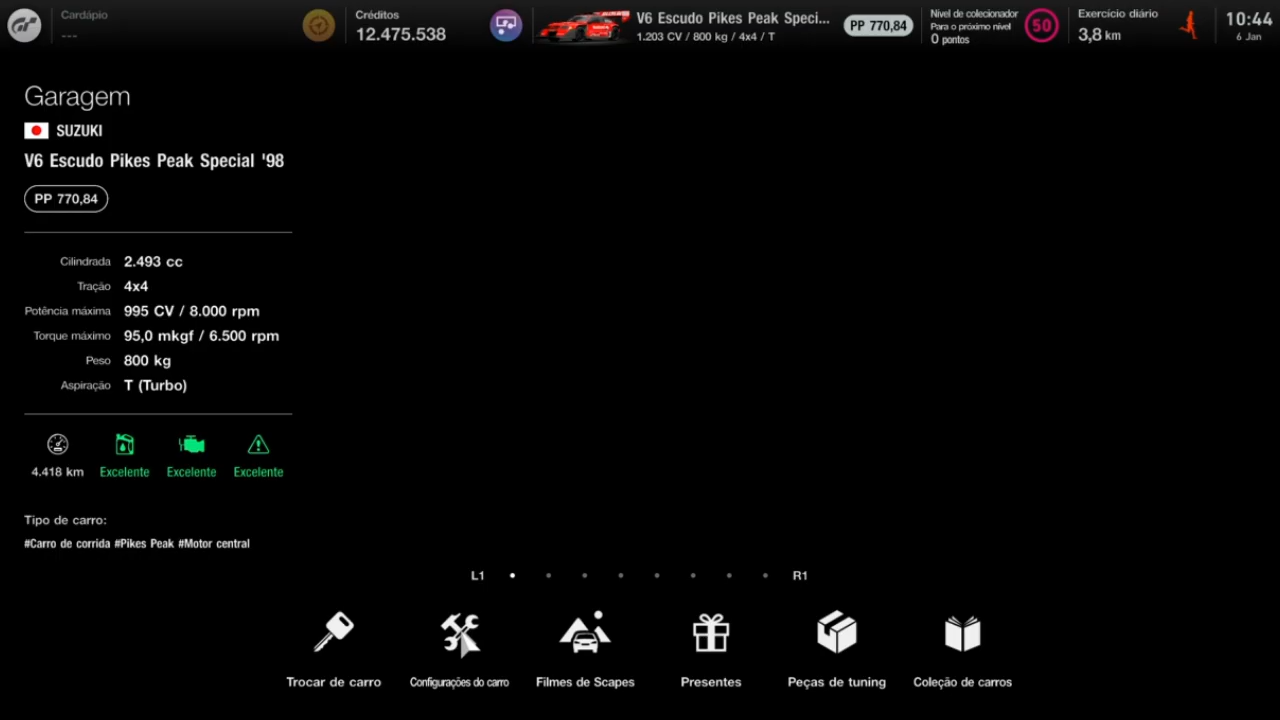 Cardápio
---
Créditos
12.475.538
V6 Escudo Pikes Peak Speci...
1.203 CV / 800 kg / 4x4 / T
PP 770,84
Nível de colecionador
Para o próximo nível
0 pontos
50
Exercício diário
3,8 km
10:44
6 Jan
Garagem
SUZUKI
V6 Escudo Pikes Peak Special '98
PP 770,84
Cilindrada 2.493 cc
Tração 4x4
Potência máxima 995 CV / 8.000 rpm
Torque máximo 95,0 mkgf / 6.500 rpm
Peso 800 kg
Aspiração T (Turbo)
4.418 km Excelente Excelente Excelente
Tipo de carro:
#Carro de corrida #Pikes Peak #Motor central
L1 R1
Trocar de carro Configurações do carro Filmes de Scapes Presentes Peças de tuning Coleção de carros